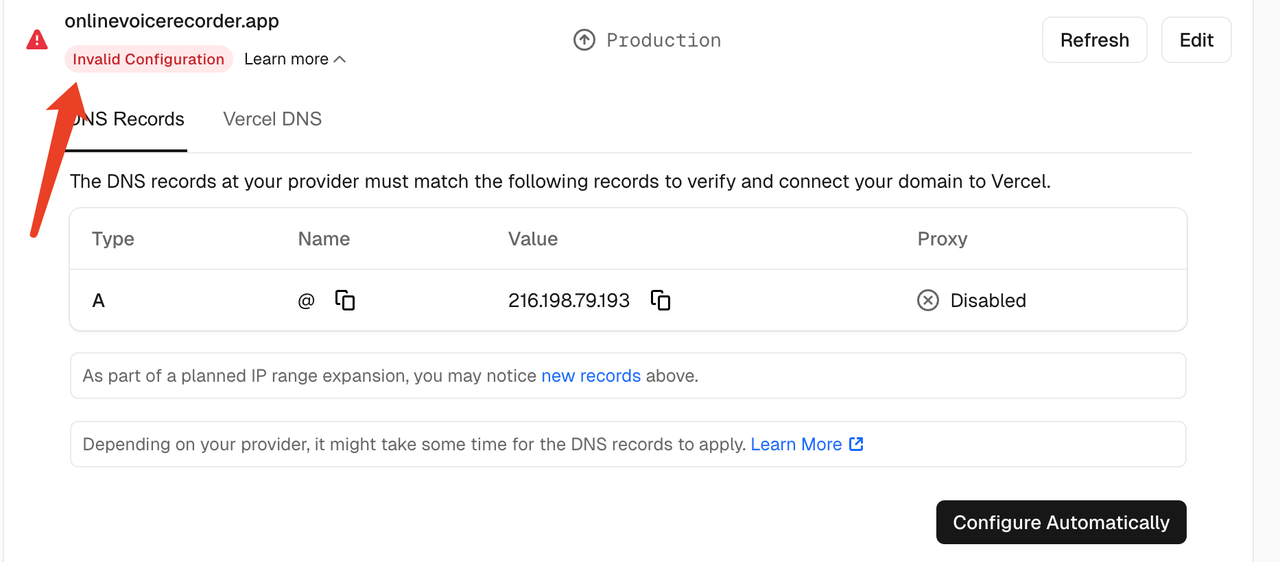 onlinevoicerecorder.app
Invalid Configuration Learn more
Production
Refresh
Edit
DNS Records Vercel DNS
The DNS records at your provider must match the following records to verify and connect your domain to Vercel.
Type Name Value Proxy
A @ 216.198.79.193 Disabled
As part of a planned IP range expansion, you may notice new records above.
Depending on your provider, it might take some time for the DNS records to apply. Learn More
Configure Automatically